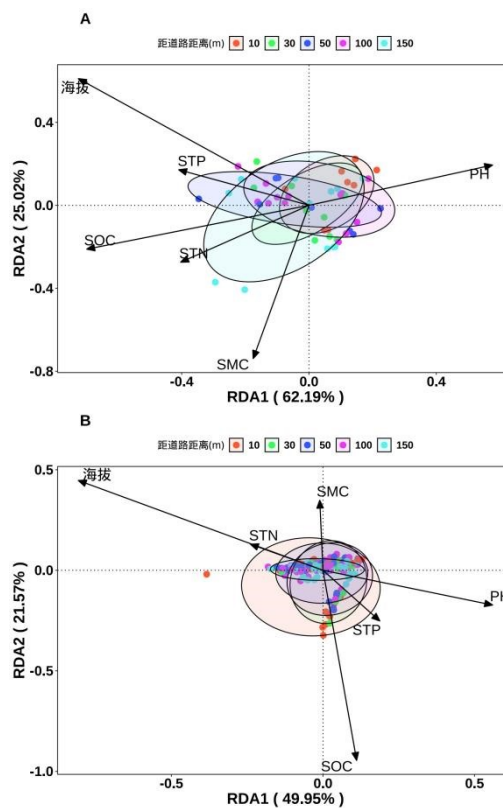 A
距道路距离(m) 10 30 50 100 150
海拔
STP
PH
SOC
STN
SMC
0.4
0.0
-0.4
-0.8
RDA2 ( 25.02% )
-0.4 0.0 0.4
RDA1 ( 62.19% )
B
距道路距离(m) 10 30 50 100 150
海拔
SMC
STN
STP
PH
SOC
0.5
0.0
-0.5
-1.0
RDA2 ( 21.57% )
-0.5 0.0 0.5
RDA1 ( 49.95% )